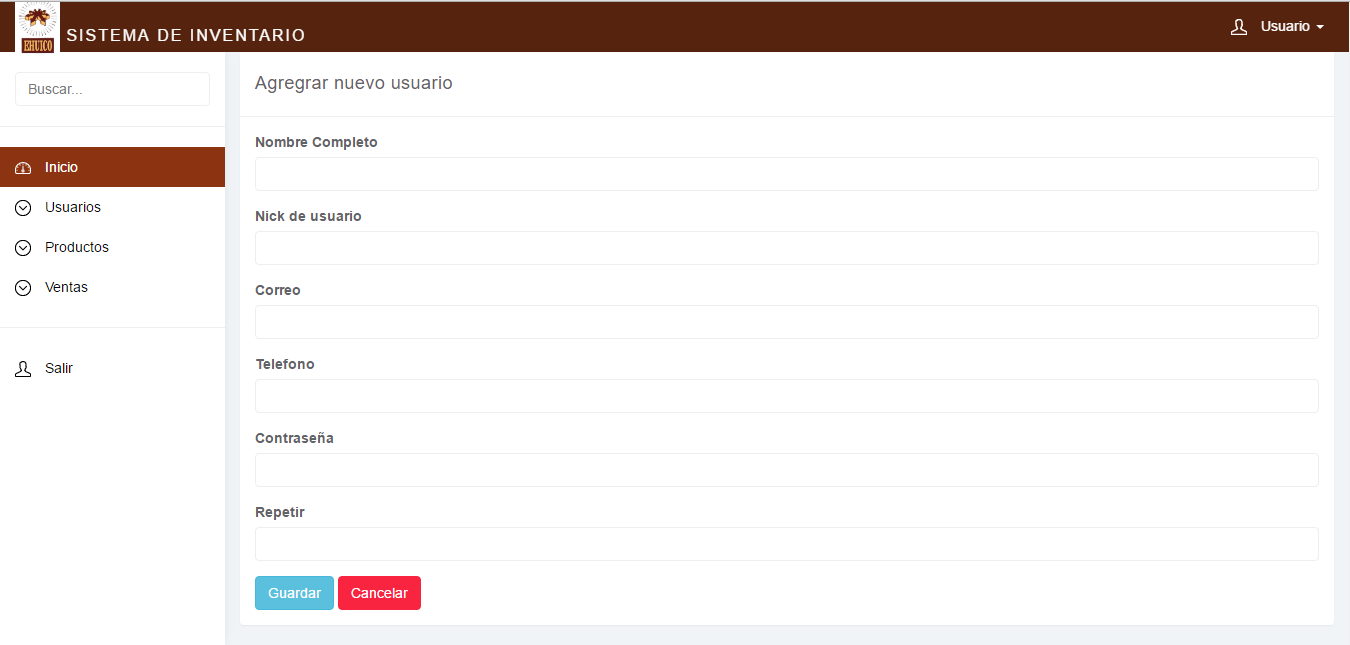 EHUICO
SISTEMA DE INVENTARIO
Usuario
Buscar...
Inicio
Usuarios
Productos
Ventas
Salir
Agregrar nuevo usuario
Nombre Completo
Nick de usuario
Correo
Telefono
Contraseña
Repetir
Guardar Cancelar